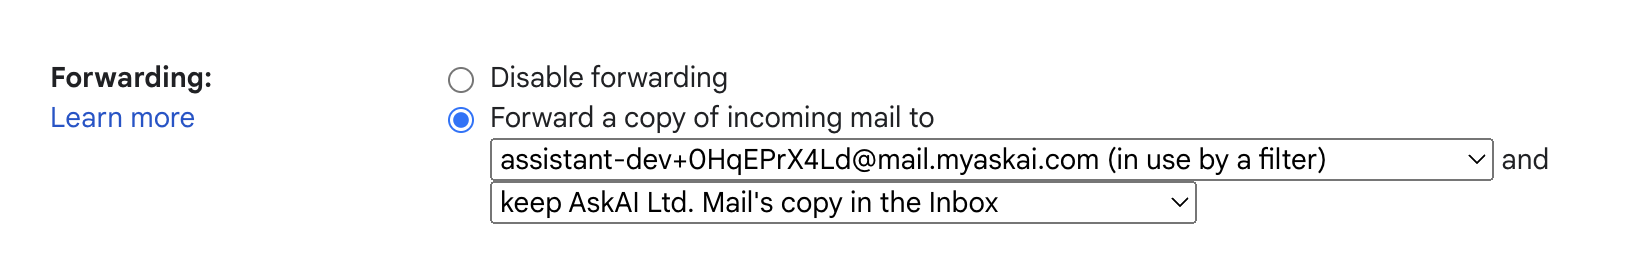 Forwarding:
Learn more
Disable forwarding
Forward a copy of incoming mail to
assistant-dev+0HqEPrX4Ld@mail.myaskai.com (in use by a filter) and
keep AskAI Ltd. Mail's copy in the Inbox